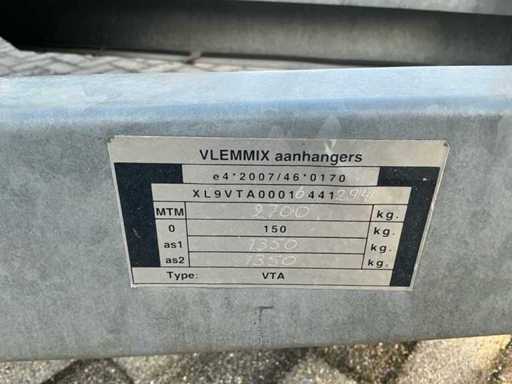 VLEMMIX aanhangers
e4*2007/46*0170
XL9VTA00016441294
MTM 2700 kg.
0 150 kg.
as1 1350 kg.
as2 1350 kg.
Type: VTA